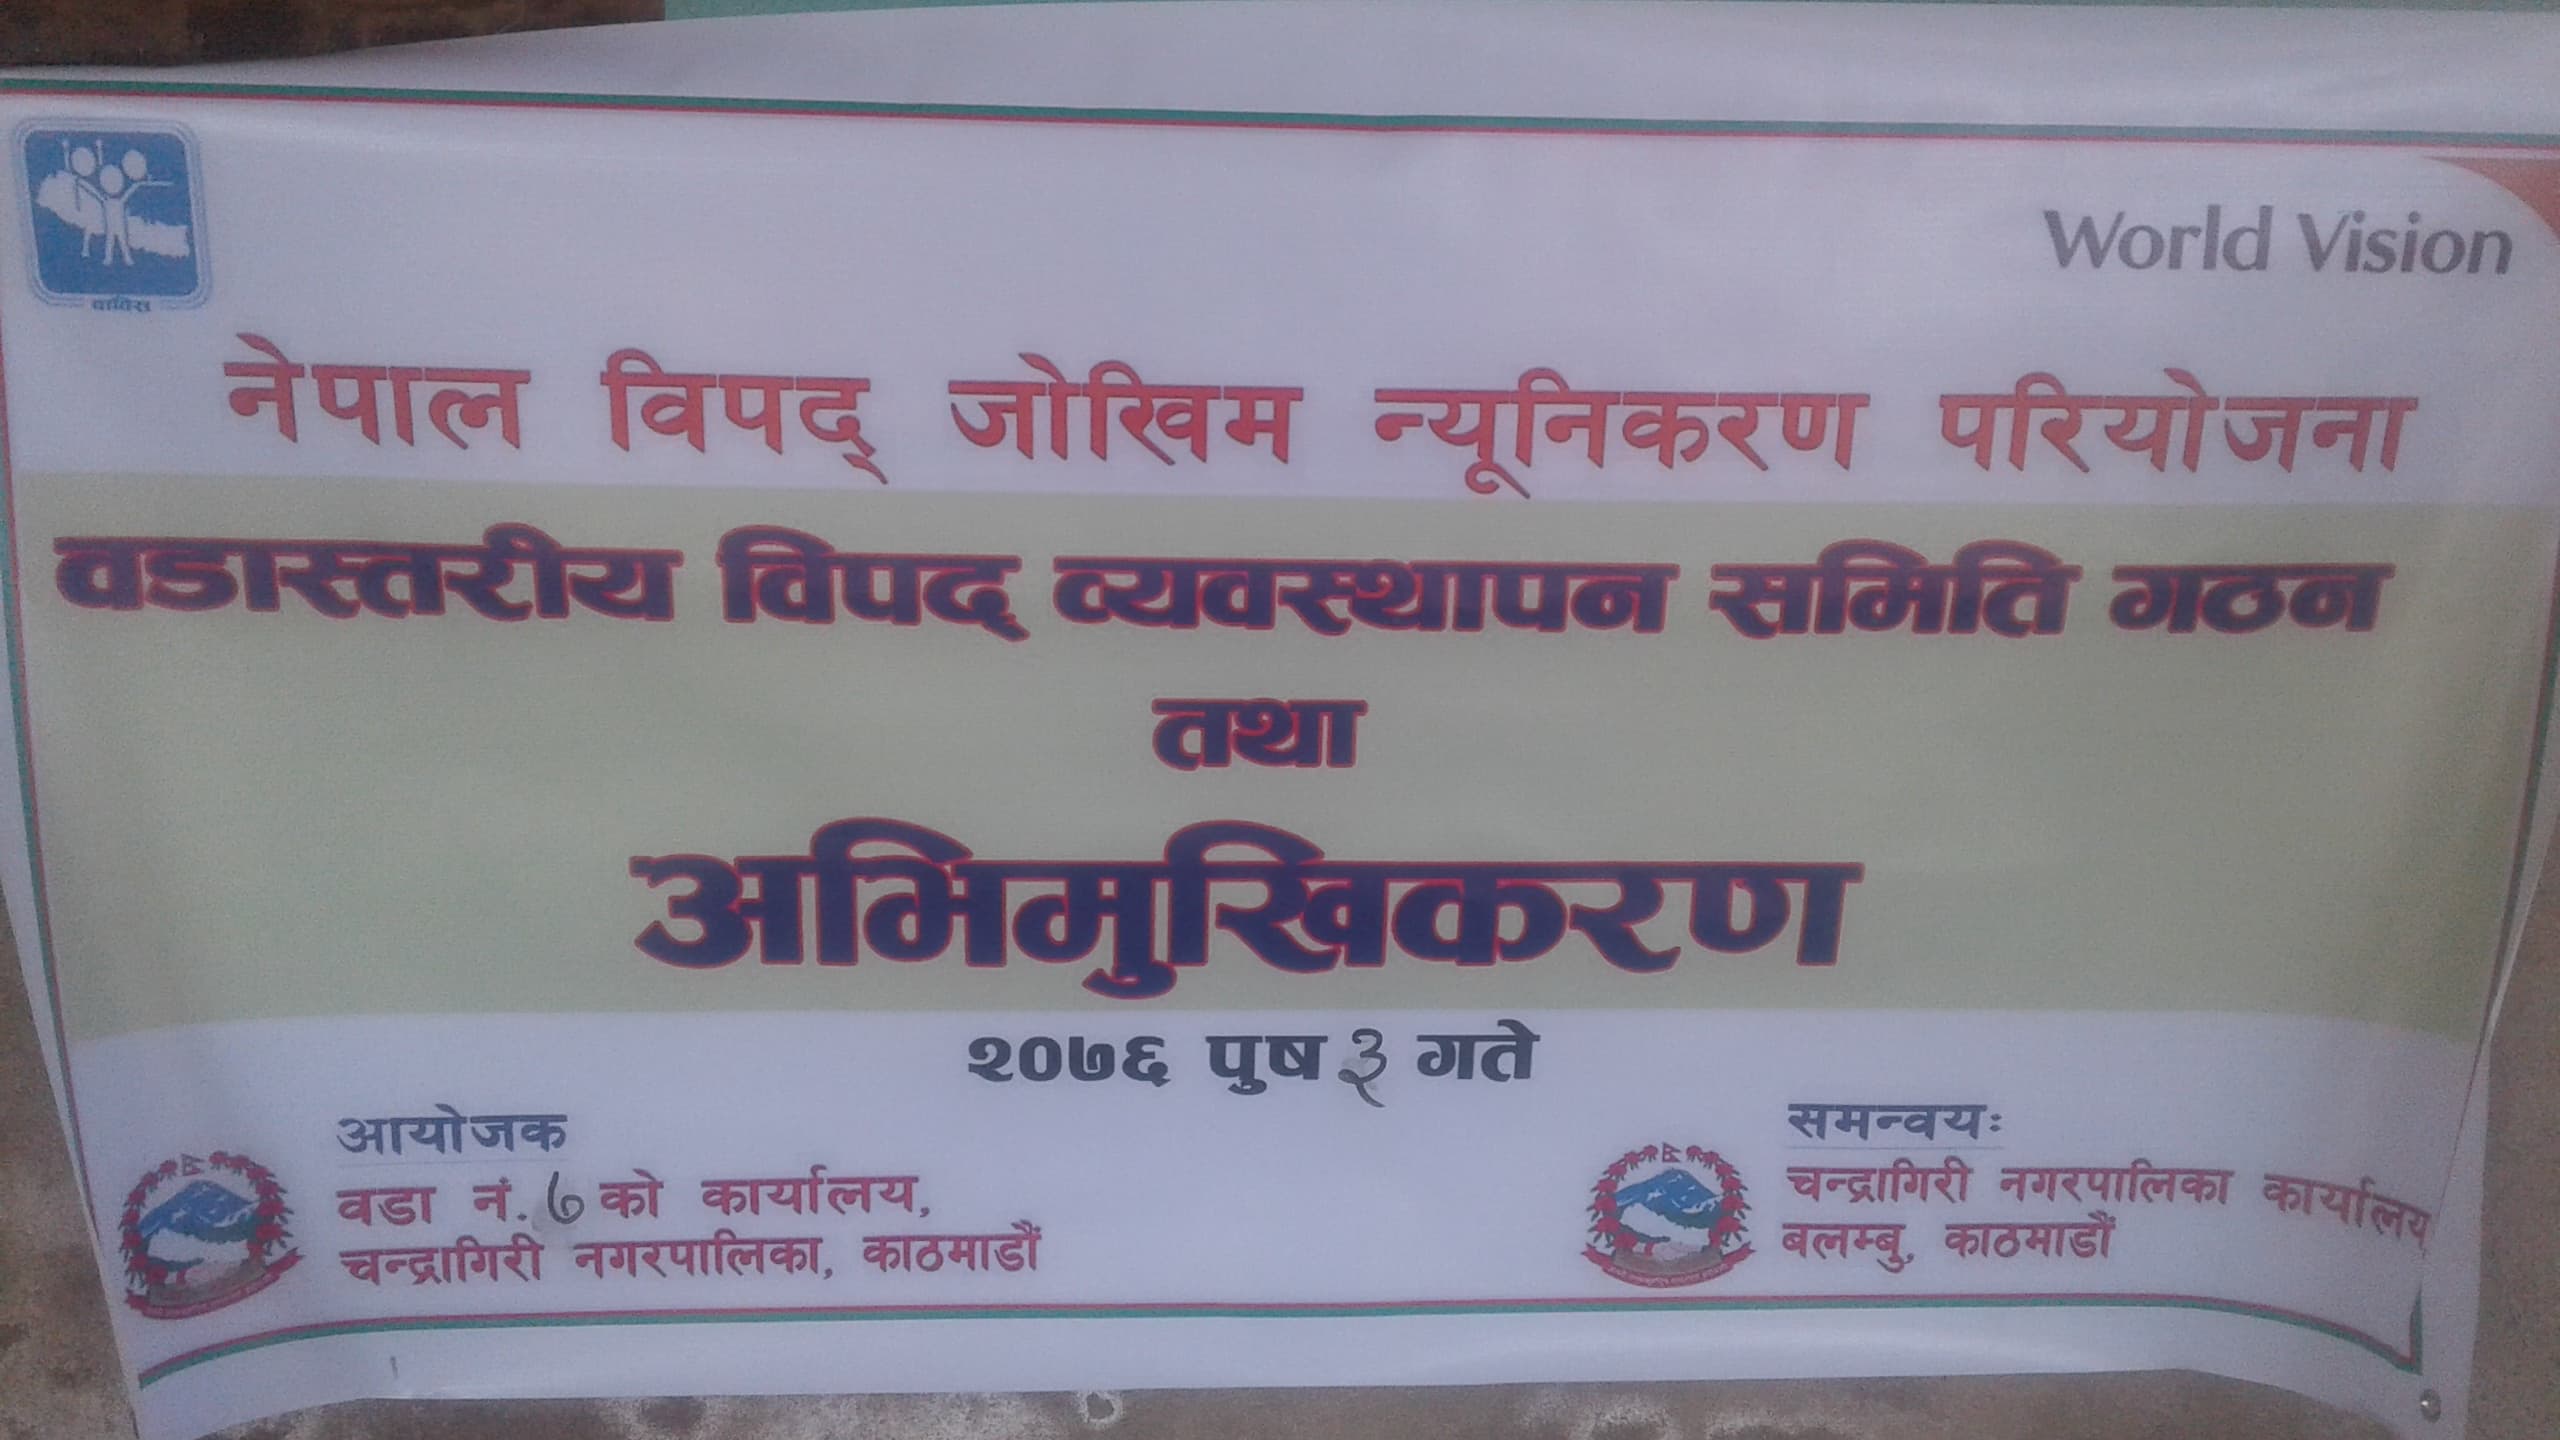 वाविस
World Vision
नेपाल विपद् जोखिम न्यूनिकरण परियोजना
वडास्तरीय विपद् व्यवस्थापन समिति गठन
तथा
अभिमुखिकरण
२०७६ पुष ३ गते
आयोजक
वडा नं. ७ को कार्यालय,
चन्द्रागिरी नगरपालिका, काठमाडौं
समन्वयः
चन्द्रागिरी नगरपालिका कार्यालय
बलम्बु, काठमाडौं